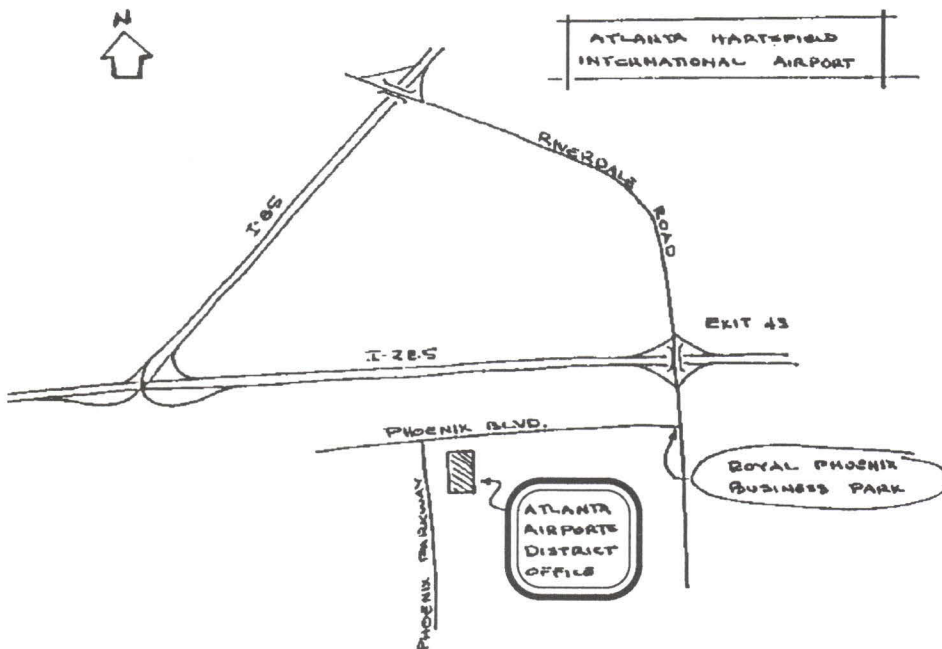 N
ATLANTA HARTSFIELD
INTERNATIONAL AIRPORT
RIVERDALE
ROAD
I-85
EXIT 43
I-285
PHOENIX BLVD.
ROYAL PHOENIX
BUSINESS PARK
PHOENIX PARKWAY
ATLANTA
AIRPORTS
DISTRICT
OFFICE